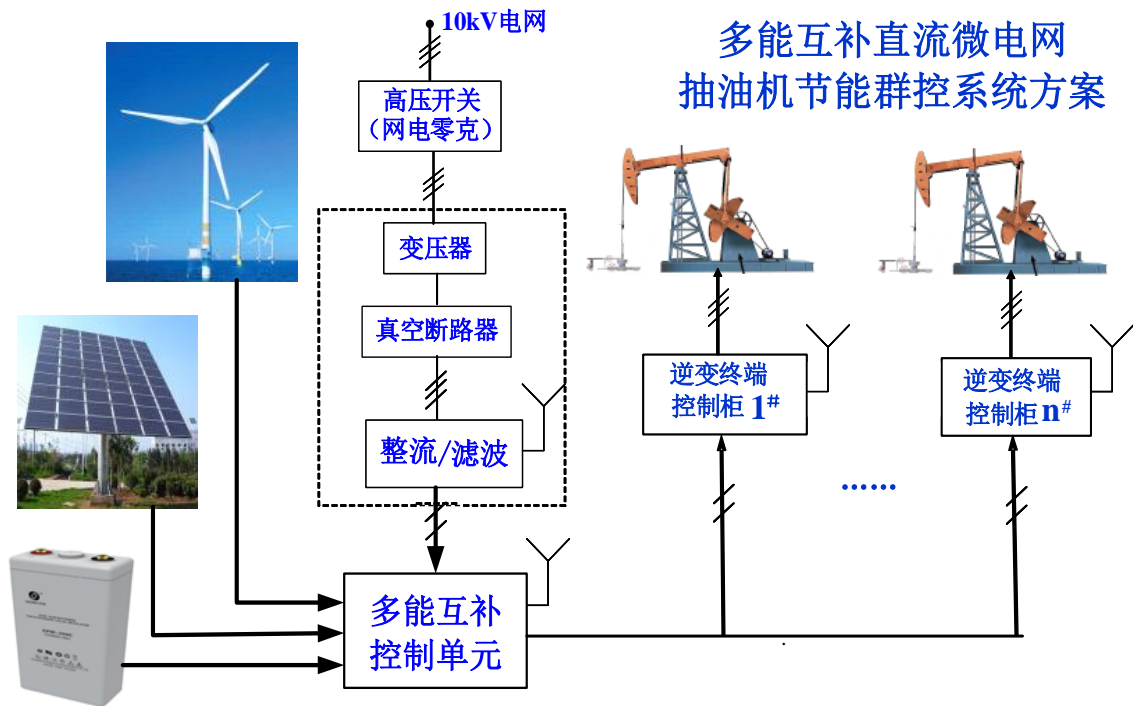 10kV电网
多能互补直流微电网
抽油机节能群控系统方案
高压开关
（网电零克）
变压器
真空断路器
整流/滤波
逆变终端
控制柜 1#
逆变终端
控制柜 n#
……
多能互补
控制单元